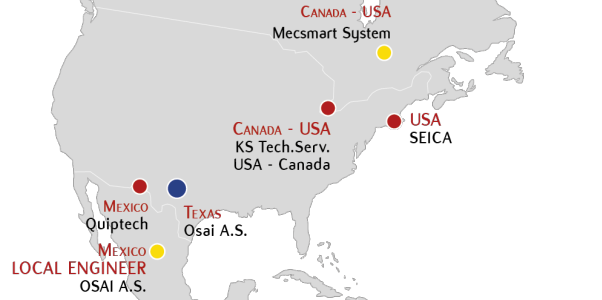 Canada - USA
Mecsmart System
Canada - USA
KS Tech.Serv.
USA - Canada
USA
SEICA
Mexico
Quiptech
Texas
Osai A.S.
Mexico
LOCAL ENGINEER
OSAI A.S.